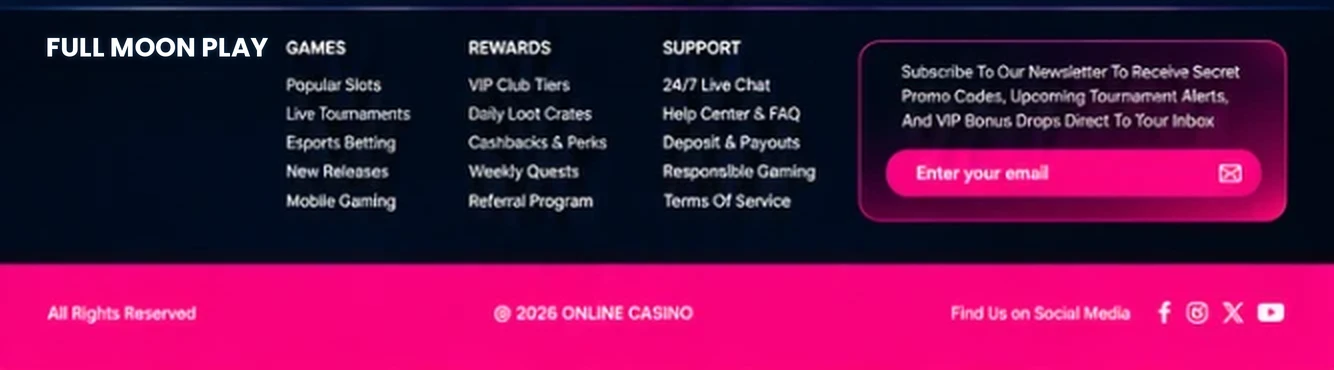 FULL MOON PLAY
GAMES
Popular Slots
Live Tournaments
Esports Betting
New Releases
Mobile Gaming
REWARDS
VIP Club Tiers
Daily Loot Crates
Cashbacks & Perks
Weekly Quests
Referral Program
SUPPORT
24/7 Live Chat
Help Center & FAQ
Deposit & Payouts
Responsible Gaming
Terms Of Service
Subscribe To Our Newsletter To Receive Secret
Promo Codes, Upcoming Tournament Alerts,
And VIP Bonus Drops Direct To Tour Inbox
Enter your email
All Rights Reserved
© 2026 ONLINE CASINO
Find Us on Social Media